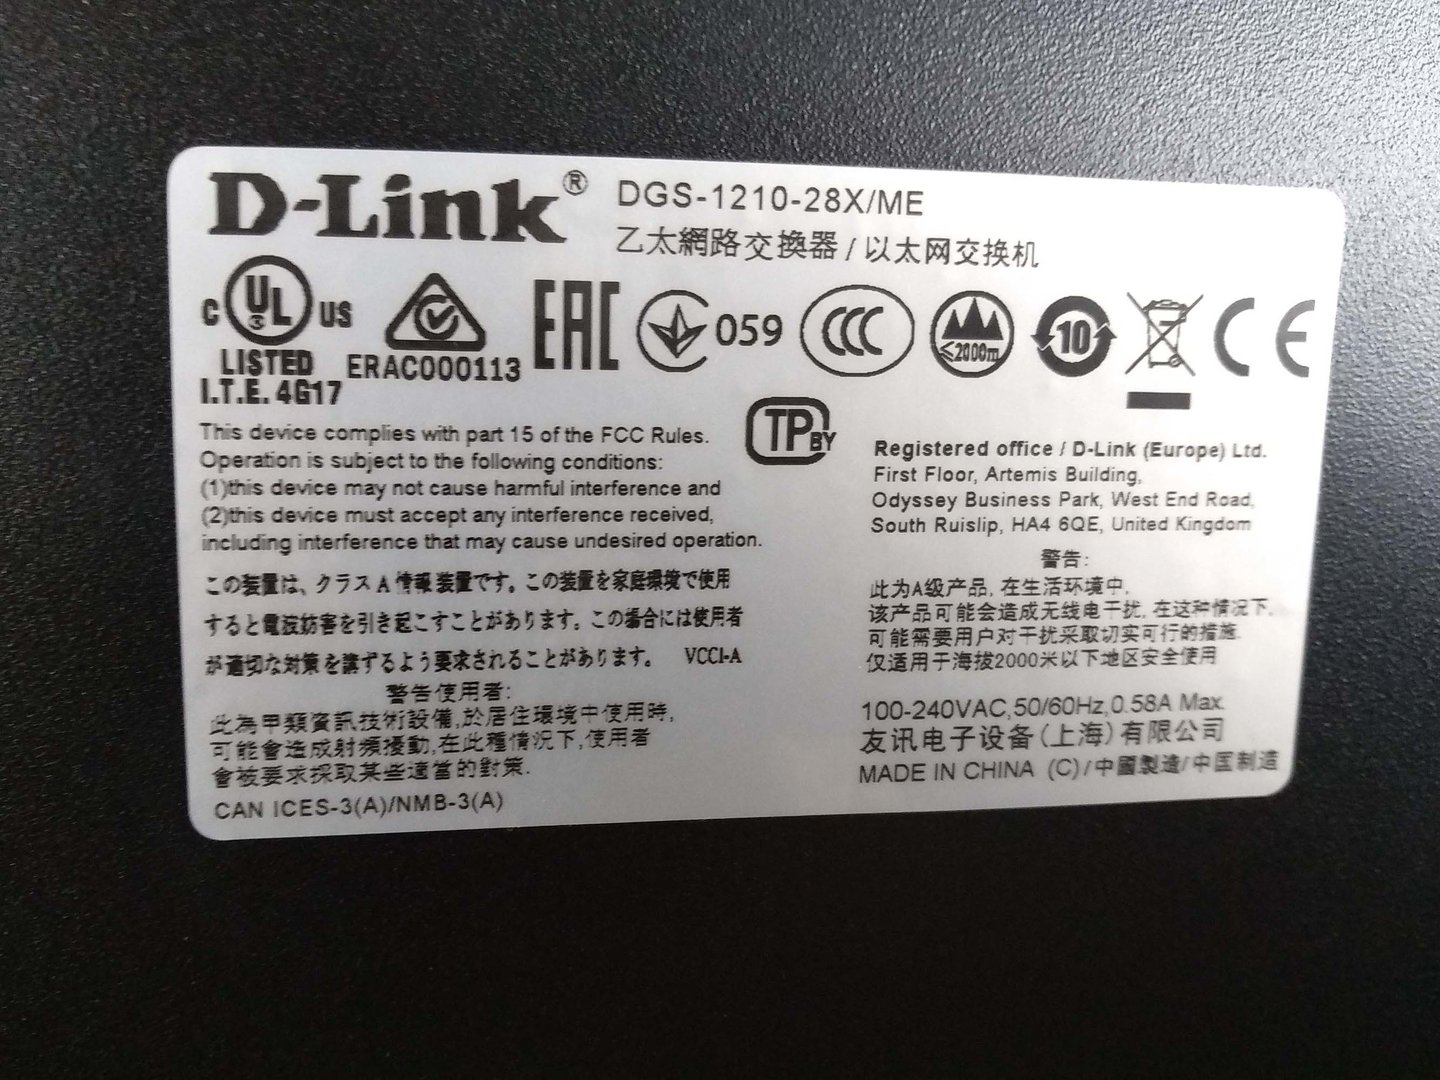 D-Link® DGS-1210-28X/ME
乙太網路交換器 / 以太网交换机
C UL US
3
LISTED
I.T.E. 4G17
ERAC000113
EAC
059
CCC
≤2000m
10
CE
TP BY
This device complies with part 15 of the FCC Rules.
Operation is subject to the following conditions:
(1)this device may not cause harmful interference and
(2)this device must accept any interference received,
including interference that may cause undesired operation.
この装置は、クラスA情報装置です。この装置を家庭環境で使用
すると電波妨害を引き起こすことがあります。この場合には使用者
が適切な対策を講ずるよう要求されることがあります。 VCCI-A
警告使用者:
此為甲類資訊技術設備,於居住環境中使用時,
可能會造成射頻擾動,在此種情況下,使用者
會被要求採取某些適當的對策.
CAN ICES-3(A)/NMB-3(A)
Registered office / D-Link (Europe) Ltd.
First Floor, Artemis Building,
Odyssey Business Park, West End Road,
South Ruislip, HA4 6QE, United Kingdom
警告:
此为A级产品, 在生活环境中,
该产品可能会造成无线电干扰, 在这种情况下,
可能需要用户对干扰采取切实可行的措施.
仅适用于海拔2000米以下地区安全使用
100-240VAC,50/60Hz,0.58A Max.
友讯电子设备(上海)有限公司
MADE IN CHINA (C)/中國製造/中国制造